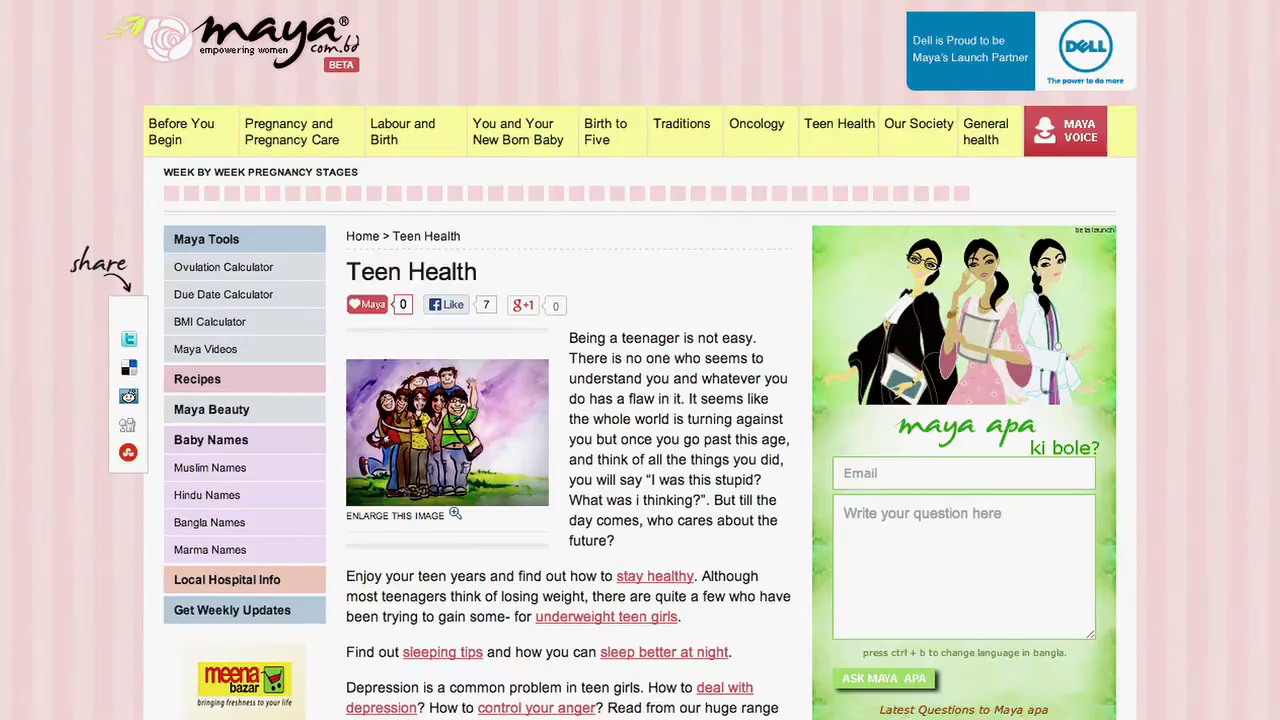 maya®
empowering women com.bd
BETA
Dell is Proud to be
Maya's Launch Partner
DELL
The power to do more
Before You
Begin
Pregnancy and
Pregnancy Care
Labour and
Birth
You and Your
New Born Baby
Birth to
Five
Traditions
Oncology
Teen Health
Our Society
General
health
MAYA
VOICE
WEEK BY WEEK PREGNANCY STAGES
share
Maya Tools
Ovulation Calculator
Due Date Calculator
BMI Calculator
Maya Videos
Recipes
Maya Beauty
Baby Names
Muslim Names
Hindu Names
Bangla Names
Marma Names
Local Hospital Info
Get Weekly Updates
meena
bazar
bringing freshness to your life
Home > Teen Health
Teen Health
Maya 0 Like 7 g+1 0
Being a teenager is not easy.
There is no one who seems to
understand you and whatever you
do has a flaw in it. It seems like
the whole world is turning against
you but once you go past this age,
and think of all the things you did,
you will say “I was this stupid?
What was i thinking?”. But till the
day comes, who cares about the
future?
ENLARGE THIS IMAGE
Enjoy your teen years and find out how to stay healthy. Although
most teenagers think of losing weight, there are quite a few who have
been trying to gain some- for underweight teen girls.
Find out sleeping tips and how you can sleep better at night.
Depression is a common problem in teen girls. How to deal with
depression? How to control your anger? Read from our huge range
beta launch
maya apa
ki bole?
Email
Write your question here
press ctrl + b to change language in bangla.
ASK MAYA APA
Latest Questions to Maya apa